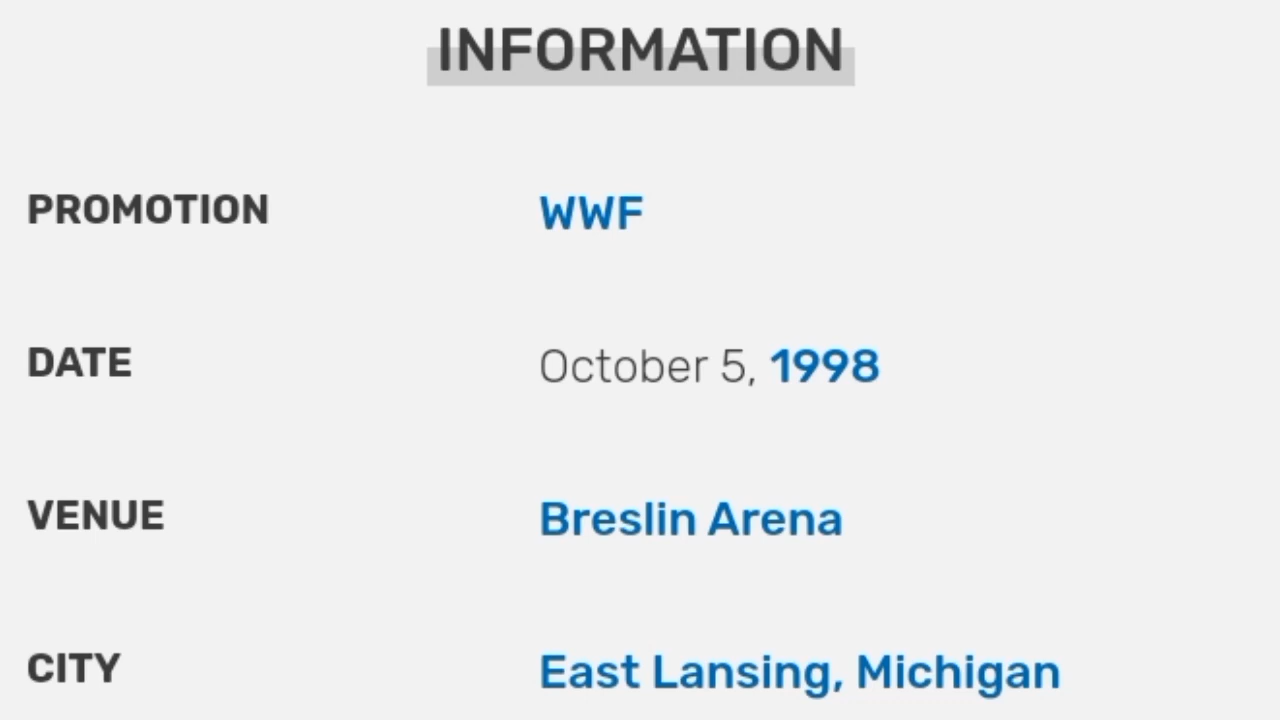 INFORMATION
PROMOTION WWF
DATE October 5, 1998
VENUE Breslin Arena
CITY East Lansing, Michigan